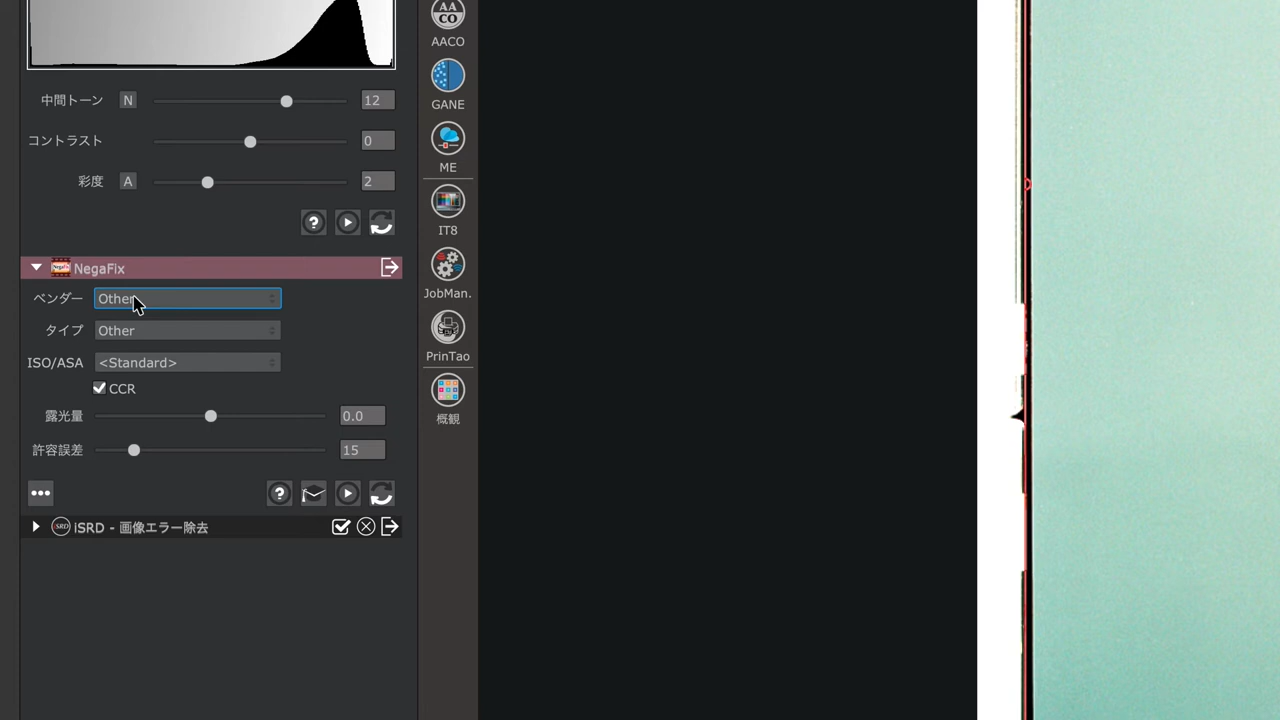 AA
CO
AACO
GANE
ME
IT8
JobMan.
PrinTao
概観
中間トーン N 12
コントラスト 0
彩度 A 2
?
NegaFix
ベンダー Other
タイプ Other
ISO/ASA <Standard>
CCR
露光量 0.0
許容誤差 15
?
iSRD - 画像エラー除去